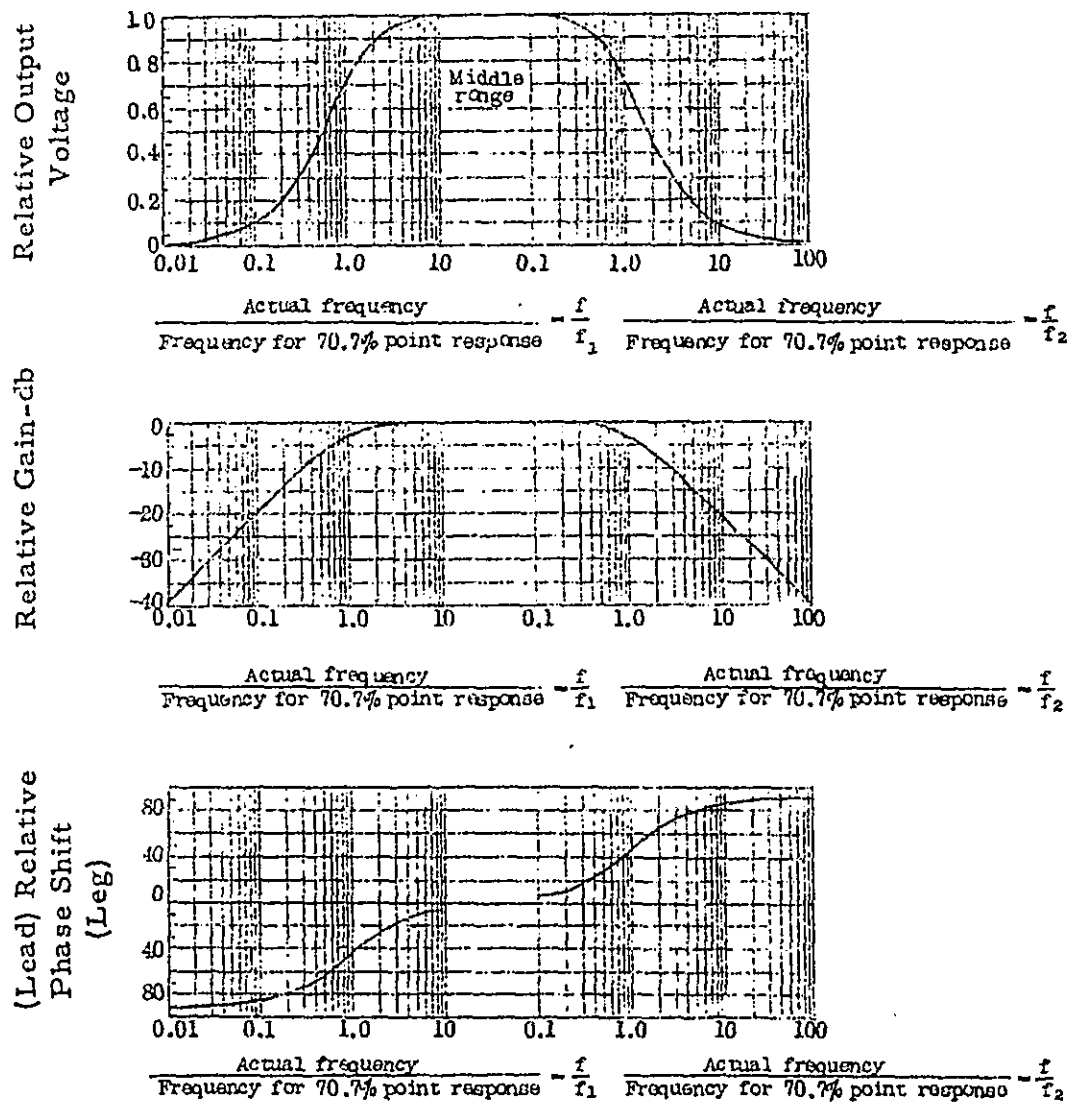 Relative Output
Voltage
1.0
0.8
0.6
0.4
0.2
0
Middle
range
0.01 0.1 1.0 10 0.1 1.0 10 100
Actual frequency
Frequency for 70.7% point response - f/f1
Actual frequency
Frequency for 70.7% point response - f/f2
Relative Gain-db
0
-10
-20
-30
-40
0.01 0.1 1.0 10 0.1 1.0 10 100
Actual frequency
Frequency for 70.7% point response - f/f1
Actual frequency
Frequency for 70.7% point response - f/f2
(Lead) Relative
Phase Shift
(Leg)
80
40
0
40
80
0.01 0.1 1.0 10 0.1 1.0 10 100
Actual frequency
Frequency for 70.7% point response - f/f1
Actual frequency
Frequency for 70.7% point response - f/f2